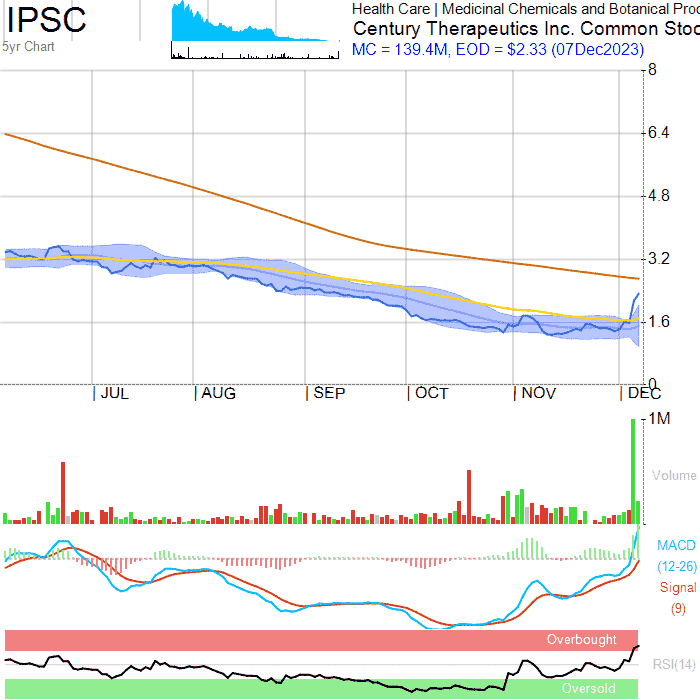 IPSC
5yr Chart
Health Care | Medicinal Chemicals and Botanical Proc
Century Therapeutics Inc. Common Stoc
MC = 139.4M, EOD = $2.33 (07Dec2023)
8
6.4
4.8
3.2
1.6
0
JUL AUG SEP OCT NOV DEC
1M
Volume
MACD
(12-26)
Signal
(9)
Overbought
RSI(14)
Oversold